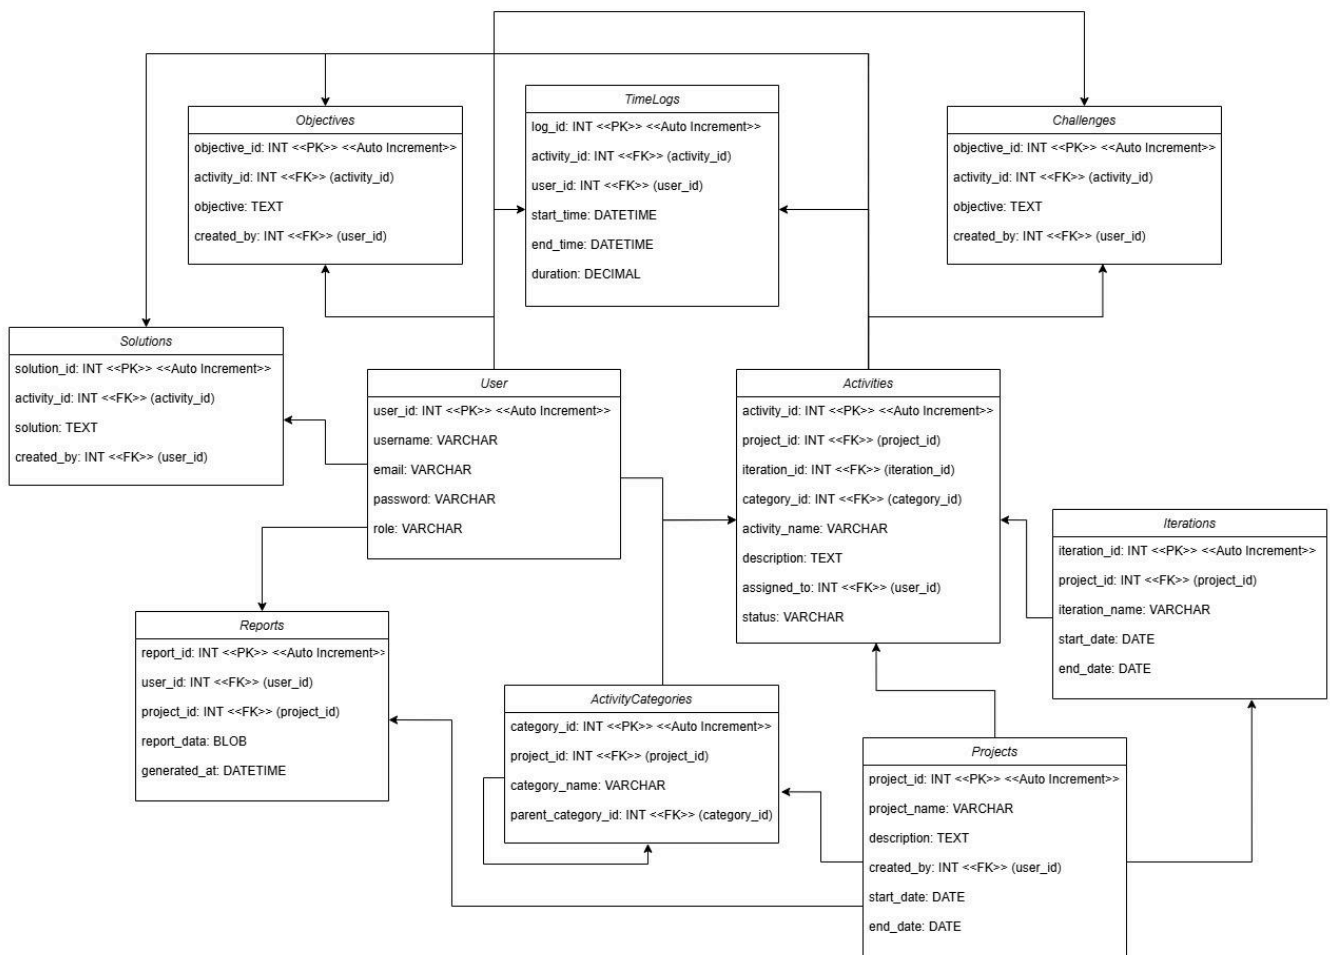 Objectives
objective_id: INT <<PK>> <<Auto Increment>>
activity_id: INT <<FK>> (activity_id)
objective: TEXT
created_by: INT <<FK>> (user_id)
TimeLogs
log_id: INT <<PK>> <<Auto Increment>>
activity_id: INT <<FK>> (activity_id)
user_id: INT <<FK>> (user_id)
start_time: DATETIME
end_time: DATETIME
duration: DECIMAL
Challenges
objective_id: INT <<PK>> <<Auto Increment>>
activity_id: INT <<FK>> (activity_id)
objective: TEXT
created_by: INT <<FK>> (user_id)
Solutions
solution_id: INT <<PK>> <<Auto Increment>>
activity_id: INT <<FK>> (activity_id)
solution: TEXT
created_by: INT <<FK>> (user_id)
User
user_id: INT <<PK>> <<Auto Increment>>
username: VARCHAR
email: VARCHAR
password: VARCHAR
role: VARCHAR
Activities
activity_id: INT <<PK>> <<Auto Increment>>
project_id: INT <<FK>> (project_id)
iteration_id: INT <<FK>> (iteration_id)
category_id: INT <<FK>> (category_id)
activity_name: VARCHAR
description: TEXT
assigned_to: INT <<FK>> (user_id)
status: VARCHAR
Iterations
iteration_id: INT <<PK>> <<Auto Increment>>
project_id: INT <<FK>> (project_id)
iteration_name: VARCHAR
start_date: DATE
end_date: DATE
Reports
report_id: INT <<PK>> <<Auto Increment>>
user_id: INT <<FK>> (user_id)
project_id: INT <<FK>> (project_id)
report_data: BLOB
generated_at: DATETIME
ActivityCategories
category_id: INT <<PK>> <<Auto Increment>>
project_id: INT <<FK>> (project_id)
category_name: VARCHAR
parent_category_id: INT <<FK>> (category_id)
Projects
project_id: INT <<PK>> <<Auto Increment>>
project_name: VARCHAR
description: TEXT
created_by: INT <<FK>> (user_id)
start_date: DATE
end_date: DATE